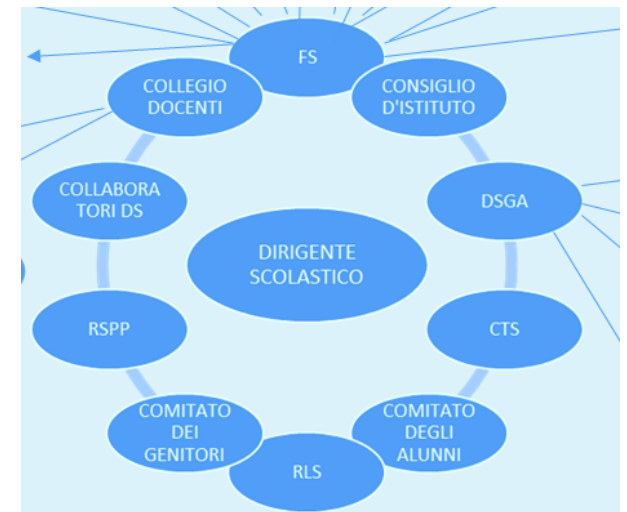 FS
COLLEGIO
DOCENTI
CONSIGLIO
D'ISTITUTO
COLLABORA
TORI DS
DSGA
DIRIGENTE
SCOLASTICO
RSPP
CTS
COMITATO
DEI
GENITORI
COMITATO
DEGLI
ALUNNI
RLS